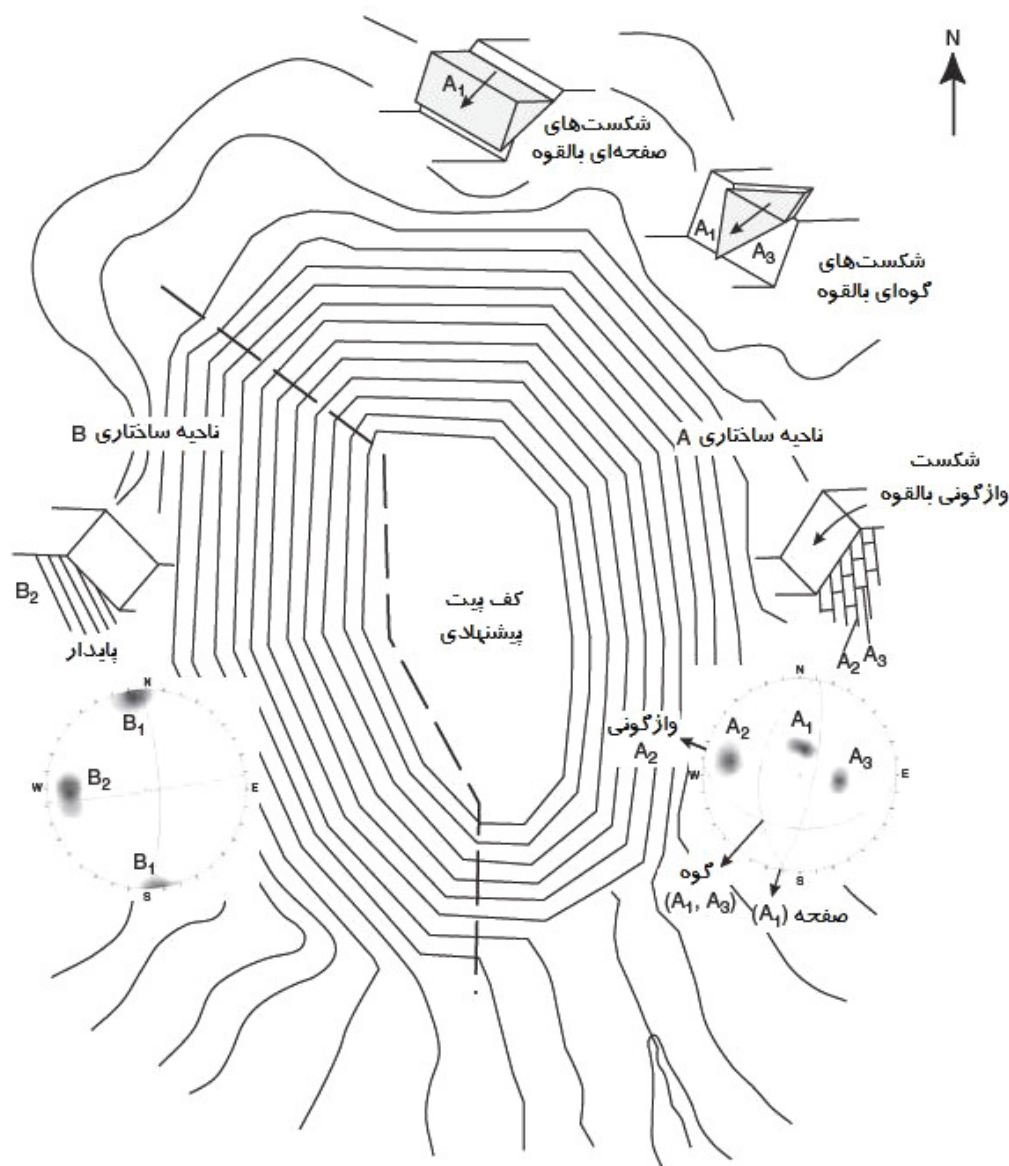 N
A₁
شکست‌های
صفحه‌ای بالقوه
A₁
A₃
شکست‌های
گوه‌ای بالقوه
ناحیه ساختاری B
ناحیه ساختاری A
شکست
واژگونی بالقوه
B₂
پایدار
کف پیت
پیشنهادی
A₂ A₃
N
B₁
B₂
W
E
B₁
S
واژگونی
A₂
N
A₂
A₁
A₃
W
E
S
گوه
(A₁, A₃)
صفحه (A₁)